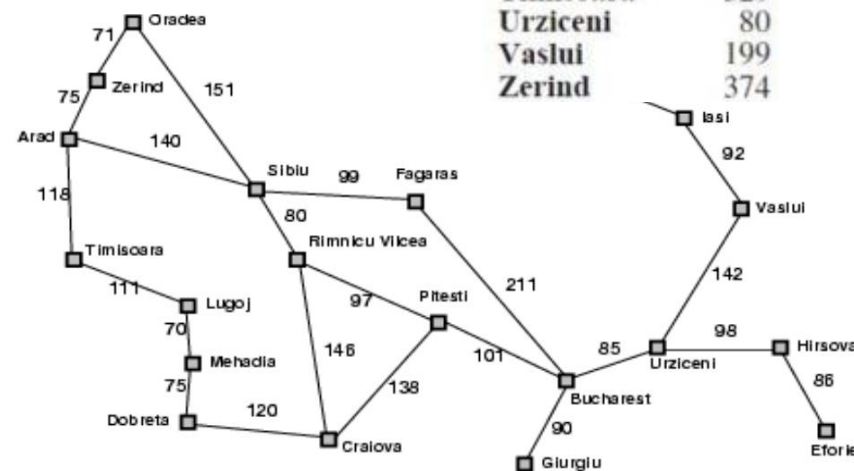 Urziceni 80
Vaslui 199
Zerind 374
Oradea
71
Zerind
151
75
Arad
140
Iasi
92
Sibiu
99
Fagaras
118
80
Vaslui
Rimnicu Vilcea
Timisoara
111
142
211
Lugoj
97
Pitesti
70
98
146
101
85
Hirsova
Mehadia
Urziceni
75
138
86
120
Bucharest
Dobreta
90
Craiova
Eforie
Giurgiu